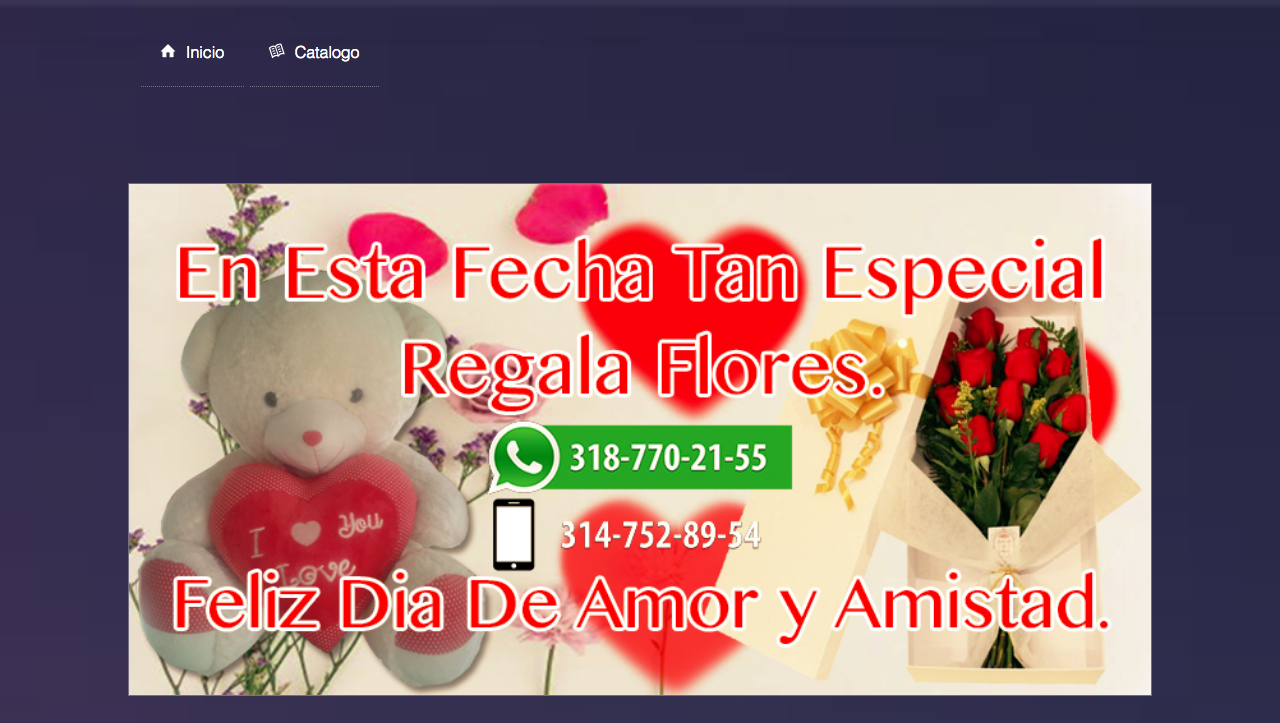 Inicio
Catalogo
En Esta Fecha Tan Especial
Regala Flores.
318-770-21-55
314-752-89-54
I You
Love
Feliz Dia De Amor y Amistad.